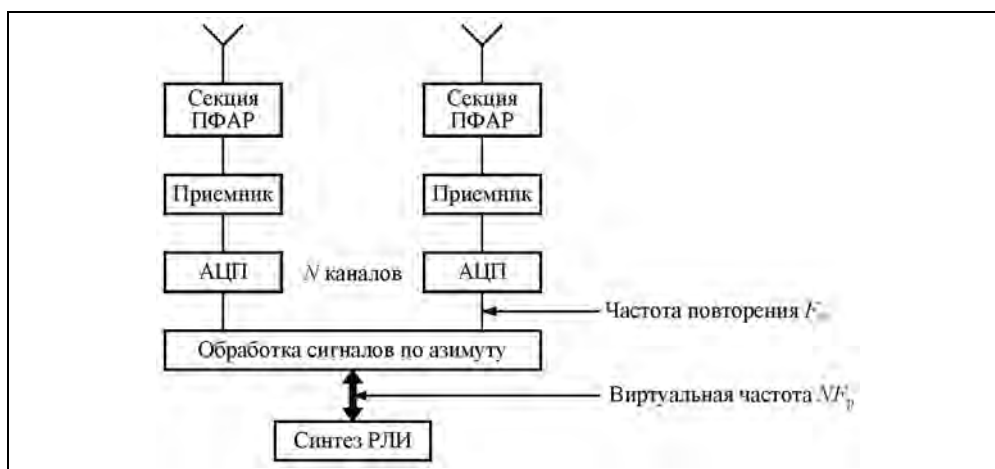 Секция
ПФАР
Секция
ПФАР
Приемник
Приемник
АЦП
N каналов
АЦП
Частота повторения
Обработка сигналов по азимуту
Виртуальная частота NFp
Синтез РЛИ